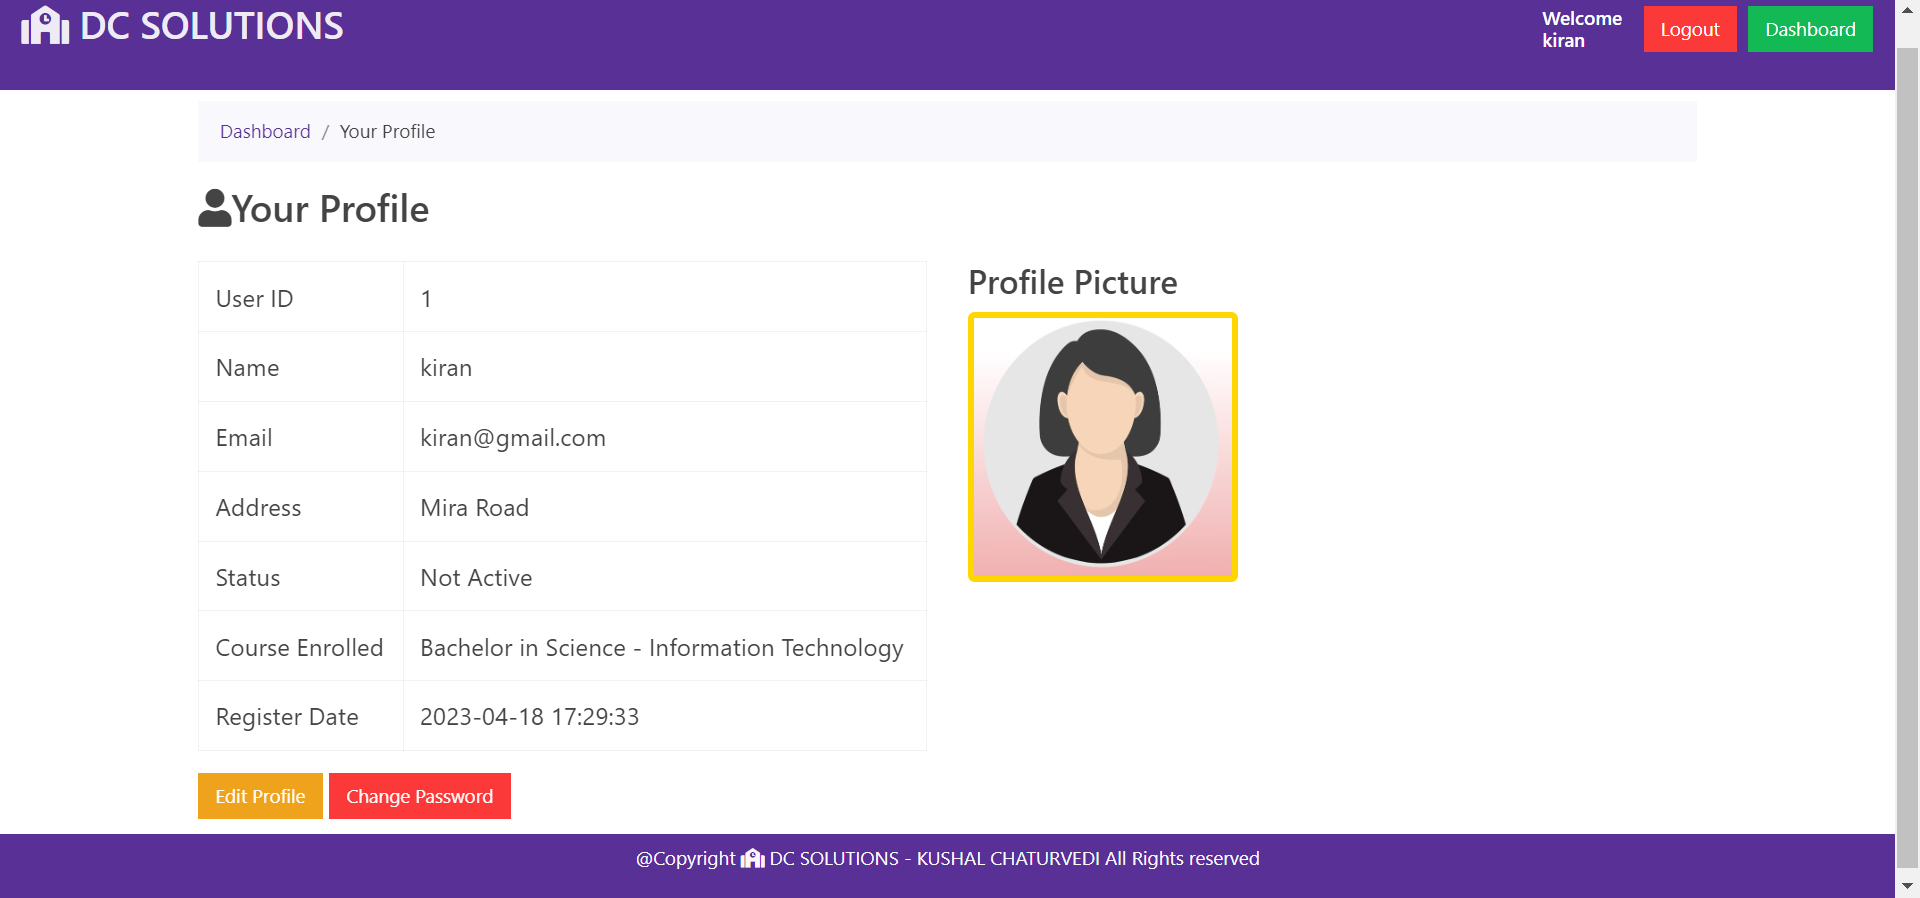 DC SOLUTIONS
Welcome
kiran
Logout
Dashboard
Dashboard / Your Profile
Your Profile
User ID 1
Name kiran
Email kiran@gmail.com
Address Mira Road
Status Not Active
Course Enrolled Bachelor in Science - Information Technology
Register Date 2023-04-18 17:29:33
Profile Picture
Edit Profile
Change Password
@Copyright DC SOLUTIONS - KUSHAL CHATURVEDI All Rights reserved